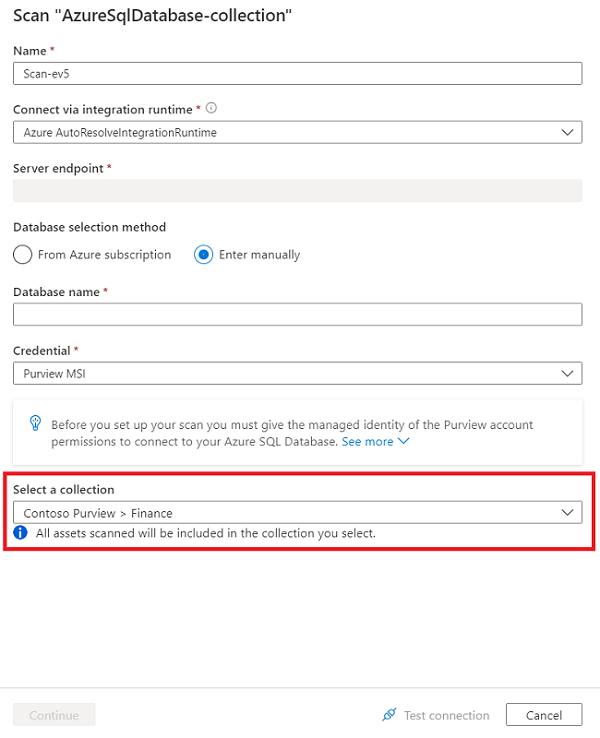 Scan "AzureSqlDatabase-collection"
Name *
Scan-ev5
Connect via integration runtime *
Azure AutoResolveIntegrationRuntime
Server endpoint *
Database selection method
From Azure subscription Enter manually
Database name *
Credential *
Purview MSI
Before you set up your scan you must give the managed identity of the Purview account
permissions to connect to your Azure SQL Database. See more
Select a collection
Contoso Purview > Finance
All assets scanned will be included in the collection you select.
Continue Test connection Cancel